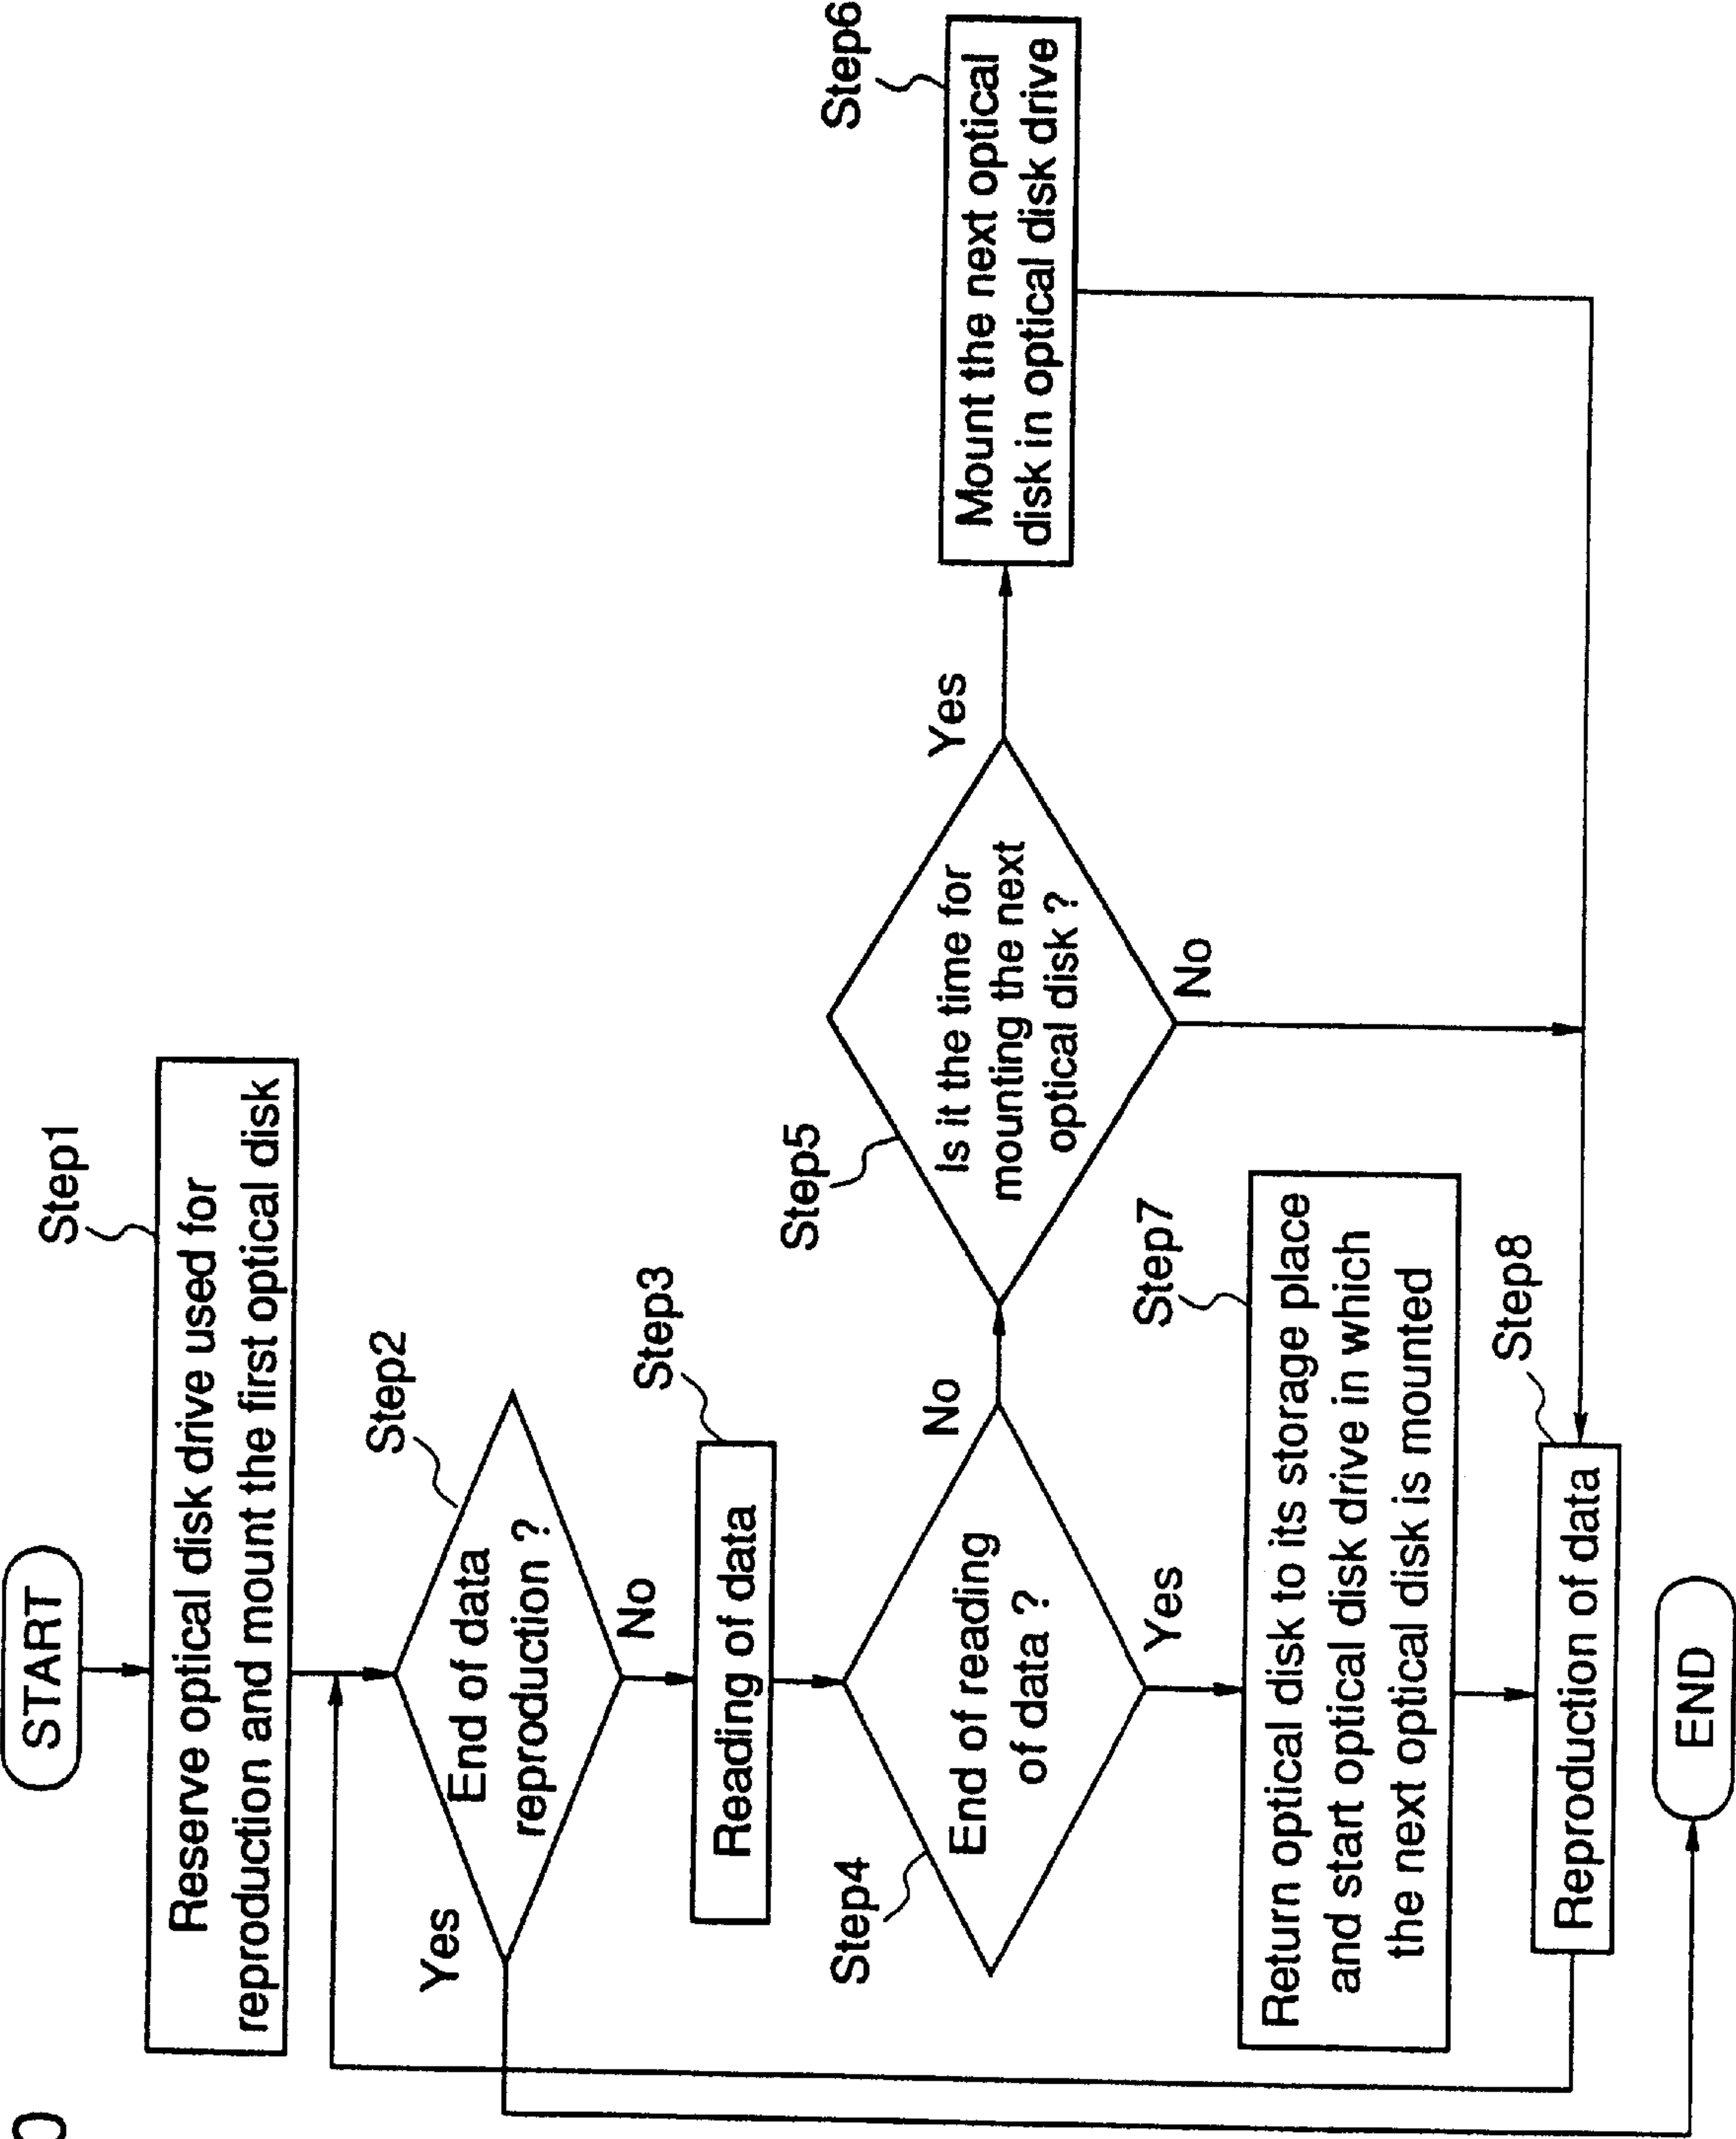 START
Step1
Reserve optical disk drive used for
reproduction and mount the first optical disk
Step2
End of data
reproduction ?
Yes
No
Step3
Reading of data
Step4
End of reading
of data ?
No
Yes
Step5
Is it the time for
mounting the next
optical disk ?
Yes
No
Step6
Mount the next optical
disk in optical disk drive
Step7
Return optical disk to its storage place
and start optical disk drive in which
the next optical disk is mounted
Step8
Reproduction of data
END